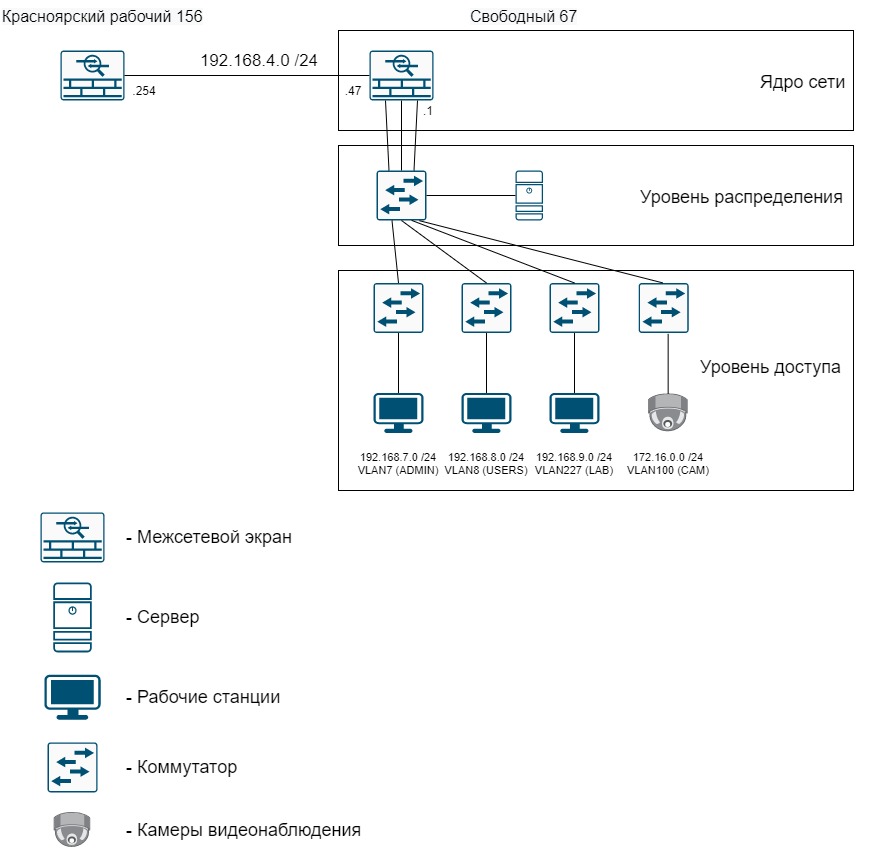 Красноярский рабочий 156
Свободный 67
192.168.4.0 /24
.254
.47
.1
Ядро сети
Уровень распределения
Уровень доступа
192.168.7.0 /24
VLAN7 (ADMIN)
192.168.8.0 /24
VLAN8 (USERS)
192.168.9.0 /24
VLAN227 (LAB)
172.16.0.0 /24
VLAN100 (CAM)
- Межсетевой экран
- Сервер
- Рабочие станции
- Коммутатор
- Камеры видеонаблюдения